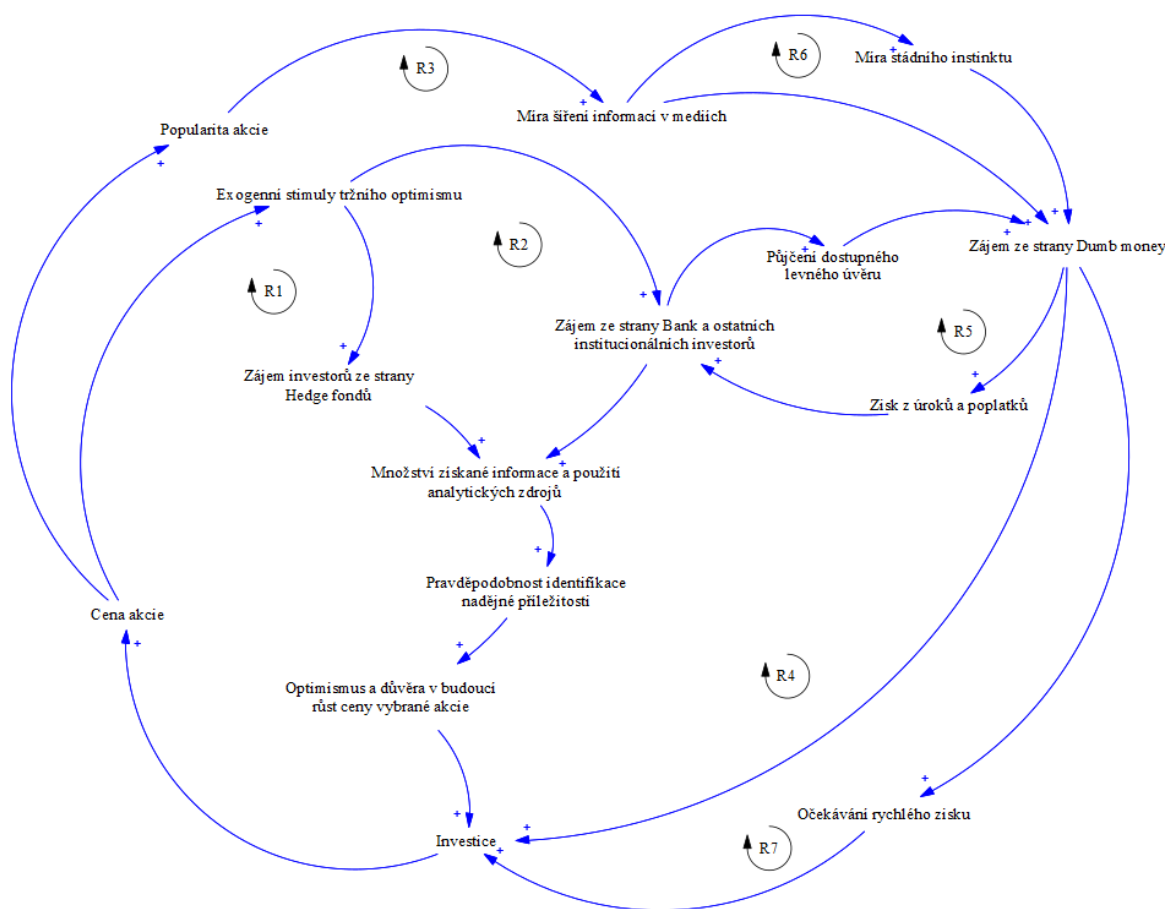 R3
R6
Míra stádního instinktu
Míra šíření informací v mediích
Popularita akcie
Exogenní stimuly tržního optimismu
R2
Půjčení dostupného
levného úvěru
Zájem ze strany Dumb money
R1
Zájem ze strany Bank a ostatních
institucionálních investorů
R5
Zájem investorů ze strany
Hedge fondů
Zisk z úroků a poplatků
Množství získané informace a použití
analytických zdrojů
Pravděpodobnost identifikace
nadějné příležitosti
Cena akcie
Optimismus a důvěra v budoucí
růst ceny vybrané akcie
R4
Očekávání rychlého zisku
Investice
R7